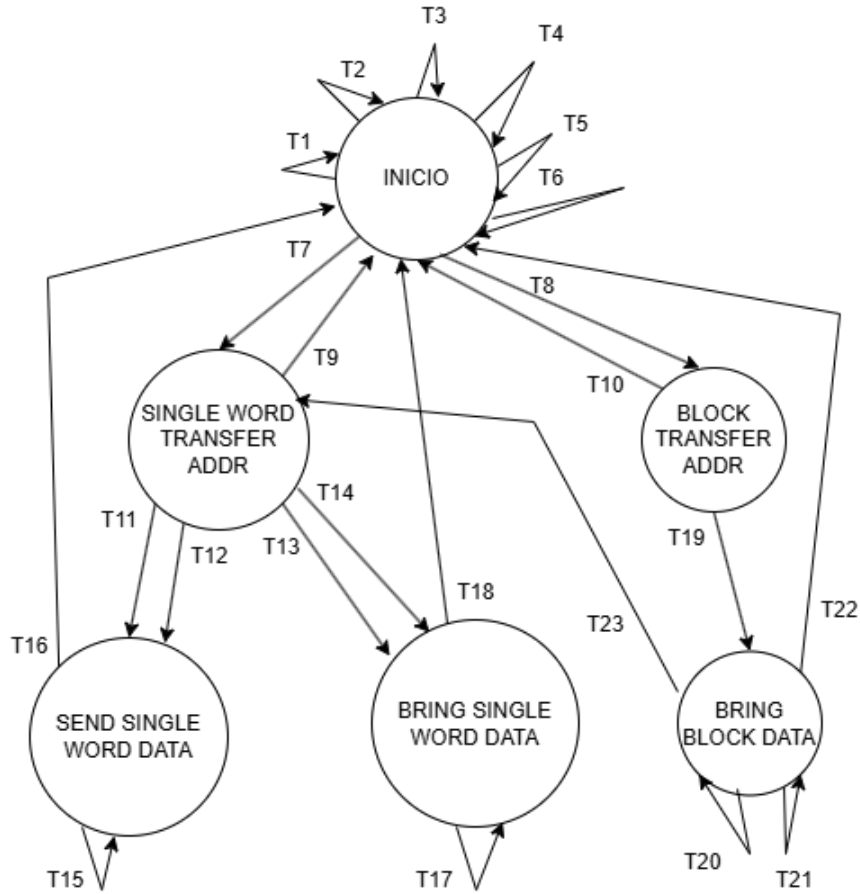 T3
T4
T2
T5
T1
INICIO
T6
T7
T8
T9
T10
SINGLE WORD
TRANSFER
ADDR
BLOCK
TRANSFER
ADDR
T14
T11
T13
T12
T19
T18
T23
T22
T16
SEND SINGLE
WORD DATA
BRING SINGLE
WORD DATA
BRING
BLOCK DATA
T15
T17
T20
T21